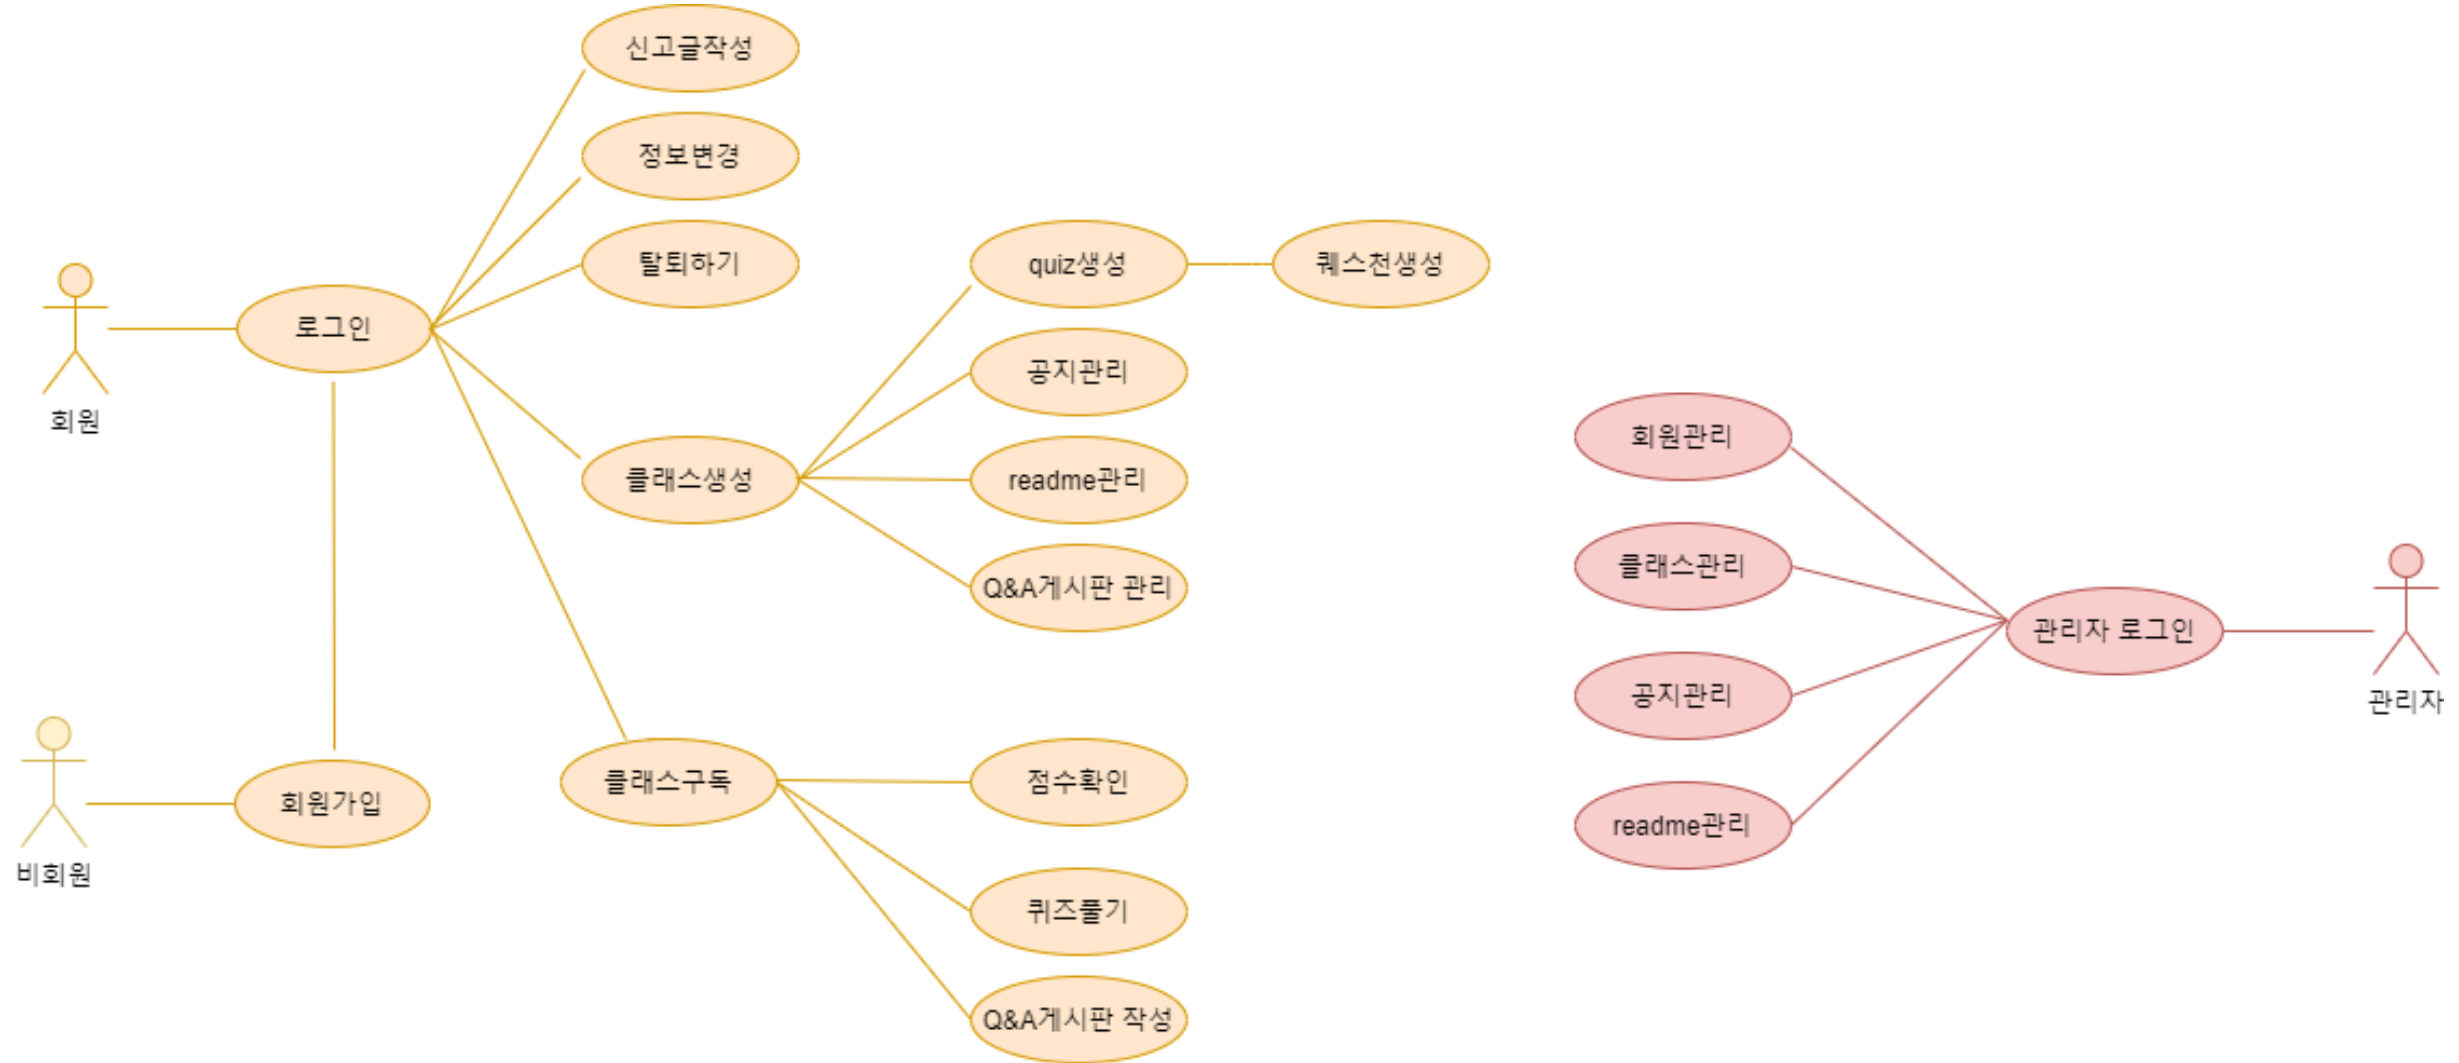 신고글작성
정보변경
탈퇴하기
quiz생성
퀘스천생성
로그인
공지관리
회원
클래스생성
readme관리
Q&A게시판 관리
클래스구독
점수확인
회원가입
비회원
퀴즈풀기
Q&A게시판 작성
회원관리
클래스관리
관리자 로그인
공지관리
관리자
readme관리